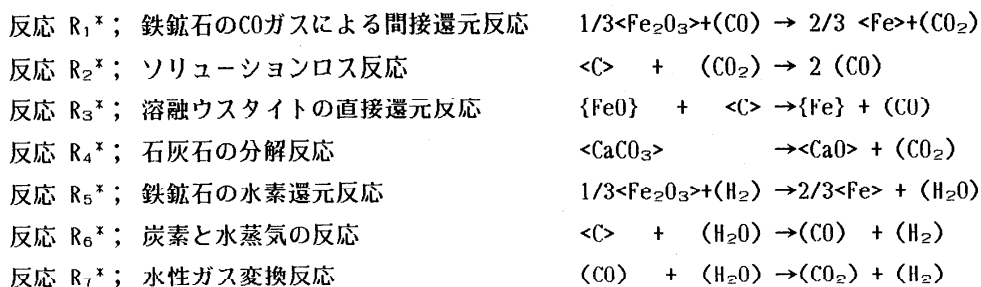 反応 R₁*； 鉄鉱石のCOガスによる間接還元反応 1/3<Fe₂O₃>+(CO) → 2/3 <Fe>+(CO₂)
反応 R₂*； ソリューションロス反応 <C> + (CO₂) → 2 (CO)
反応 R₃*； 溶融ウスタイトの直接還元反応 {FeO} + <C> →{Fe} + (CO)
反応 R₄*； 石灰石の分解反応 <CaCO₃> →<CaO> + (CO₂)
反応 R₅*； 鉄鉱石の水素還元反応 1/3<Fe₂O₃>+(H₂) →2/3<Fe> + (H₂O)
反応 R₆*； 炭素と水蒸気の反応 <C> + (H₂O) →(CO) + (H₂)
反応 R₇*； 水性ガス変換反応 (CO) + (H₂O) →(CO₂) + (H₂)